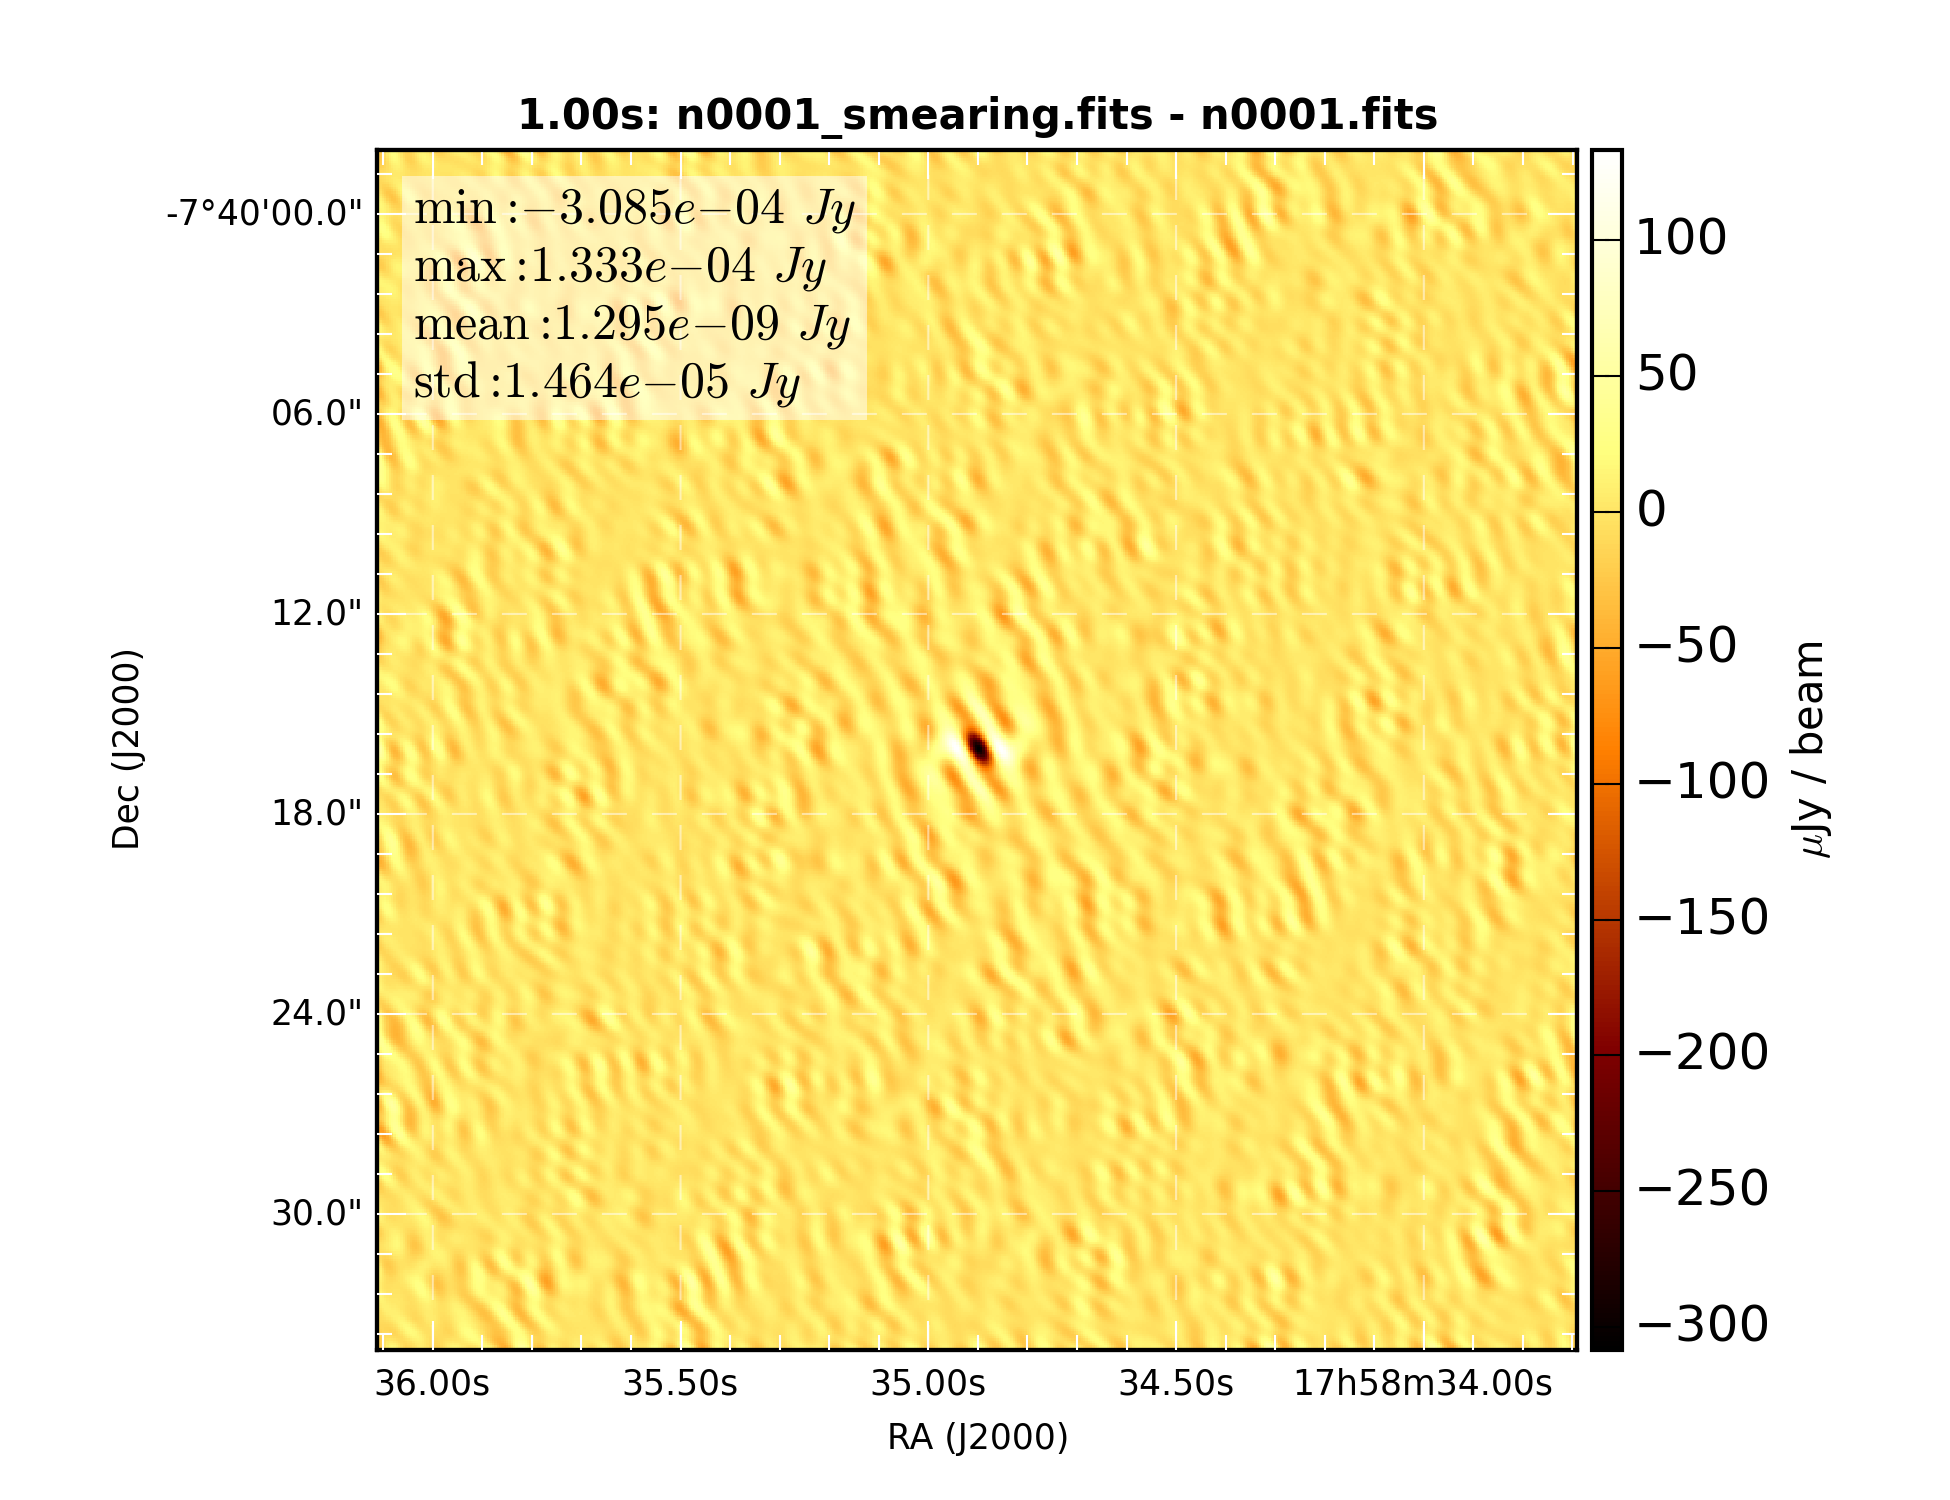 1.00s: n0001_smearing.fits - n0001.fits
min :−3.085e−04 Jy
max :1.333e−04 Jy
mean :1.295e−09 Jy
std :1.464e−05 Jy
-7°40'00.0"
06.0"
12.0"
18.0"
24.0"
30.0"
Dec (J2000)
36.00s
35.50s
35.00s
34.50s
17h58m34.00s
RA (J2000)
100
50
0
−50
−100
−150
−200
−250
−300
μJy / beam